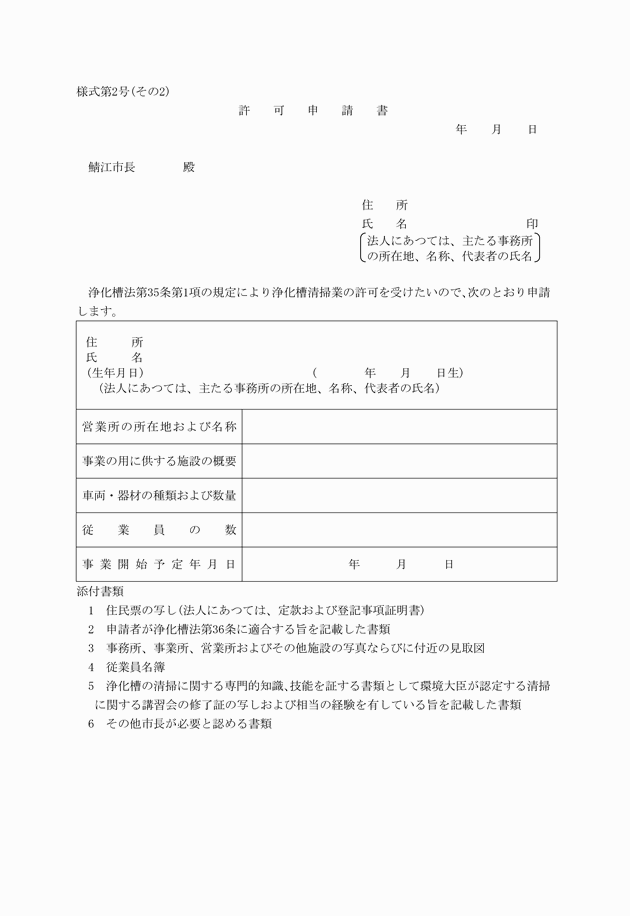 様式第2号(その2)
許可申請書
年　月　日
鯖江市長　　　殿
住　所
氏　名　　　　　　　　　印
法人にあつては、主たる事務所
の所在地、名称、代表者の氏名
浄化槽法第35条第1項の規定により浄化槽清掃業の許可を受けたいので、次のとおり申請
します。
住　　所
氏　　名
(生年月日)　　　　　　　　　　(　　　年　月　日生)
(法人にあつては、主たる事務所の所在地、名称、代表者の氏名)
営業所の所在地および名称
事業の用に供する施設の概要
車両・器材の種類および数量
従業員の数
事業開始予定年月日　　　年　　月　　日
添付書類
1　住民票の写し(法人にあつては、定款および登記事項証明書)
2　申請者が浄化槽法第36条に適合する旨を記載した書類
3　事務所、事業所、営業所およびその他施設の写真ならびに付近の見取図
4　従業員名簿
5　浄化槽の清掃に関する専門的知識、技能を証する書類として環境大臣が認定する清掃
に関する講習会の修了証の写しおよび相当の経験を有している旨を記載した書類
6　その他市長が必要と認める書類